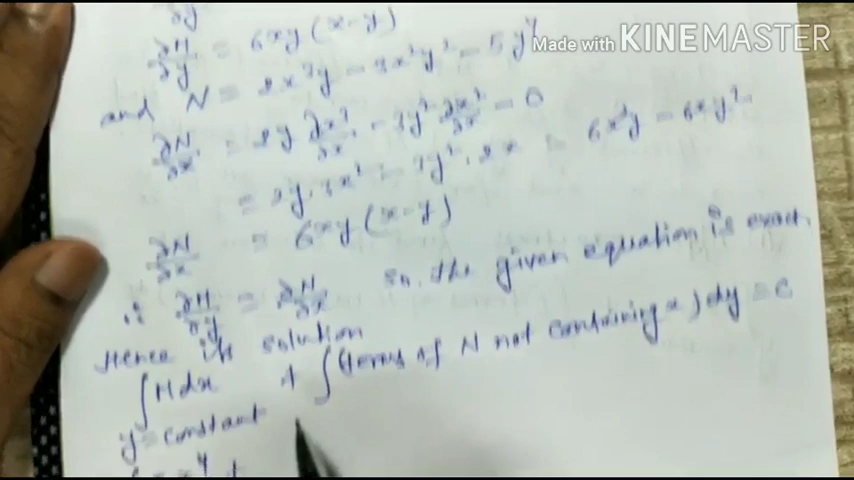 ∂y
∂M/∂y = 6xy (x-y)
Made with KINEMASTER
and N = 2x³y - 3x²y² - 5y⁴
∂N/∂x = 2y ∂x³/∂x - 3y² ∂x²/∂x - 0
= 2y. 3x² - 3y². 2x = 6x²y - 6xy²
∂N/∂x = 6xy (x-y)
∴ ∂M/∂y = ∂N/∂x so. the given equation is exact.
Hence its solution
∫Mdx + ∫(terms of N not containing x) dy = c
y = constant